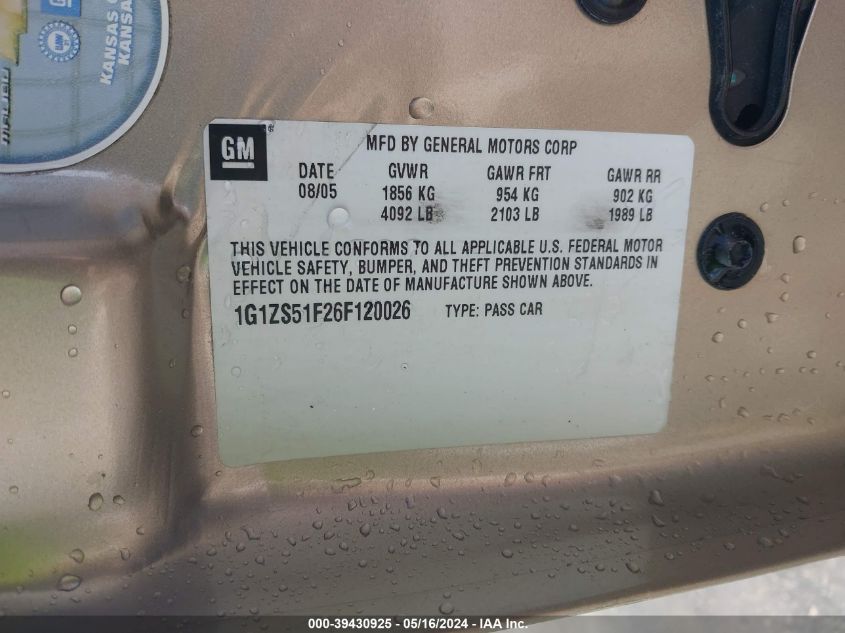 KANSAS
KANSAS
MALIBU
GM
MFD BY GENERAL MOTORS CORP
DATE GVWR GAWR FRT GAWR RR
08/05 1856 KG 954 KG 902 KG
4092 LB 2103 LB 1989 LB
THIS VEHICLE CONFORMS TO ALL APPLICABLE U.S. FEDERAL MOTOR
VEHICLE SAFETY, BUMPER, AND THEFT PREVENTION STANDARDS IN
EFFECT ON THE DATE OF MANUFACTURE SHOWN ABOVE.
1G1ZS51F26F120026 TYPE: PASS CAR
000-39430925 - 05/16/2024 - IAA Inc.